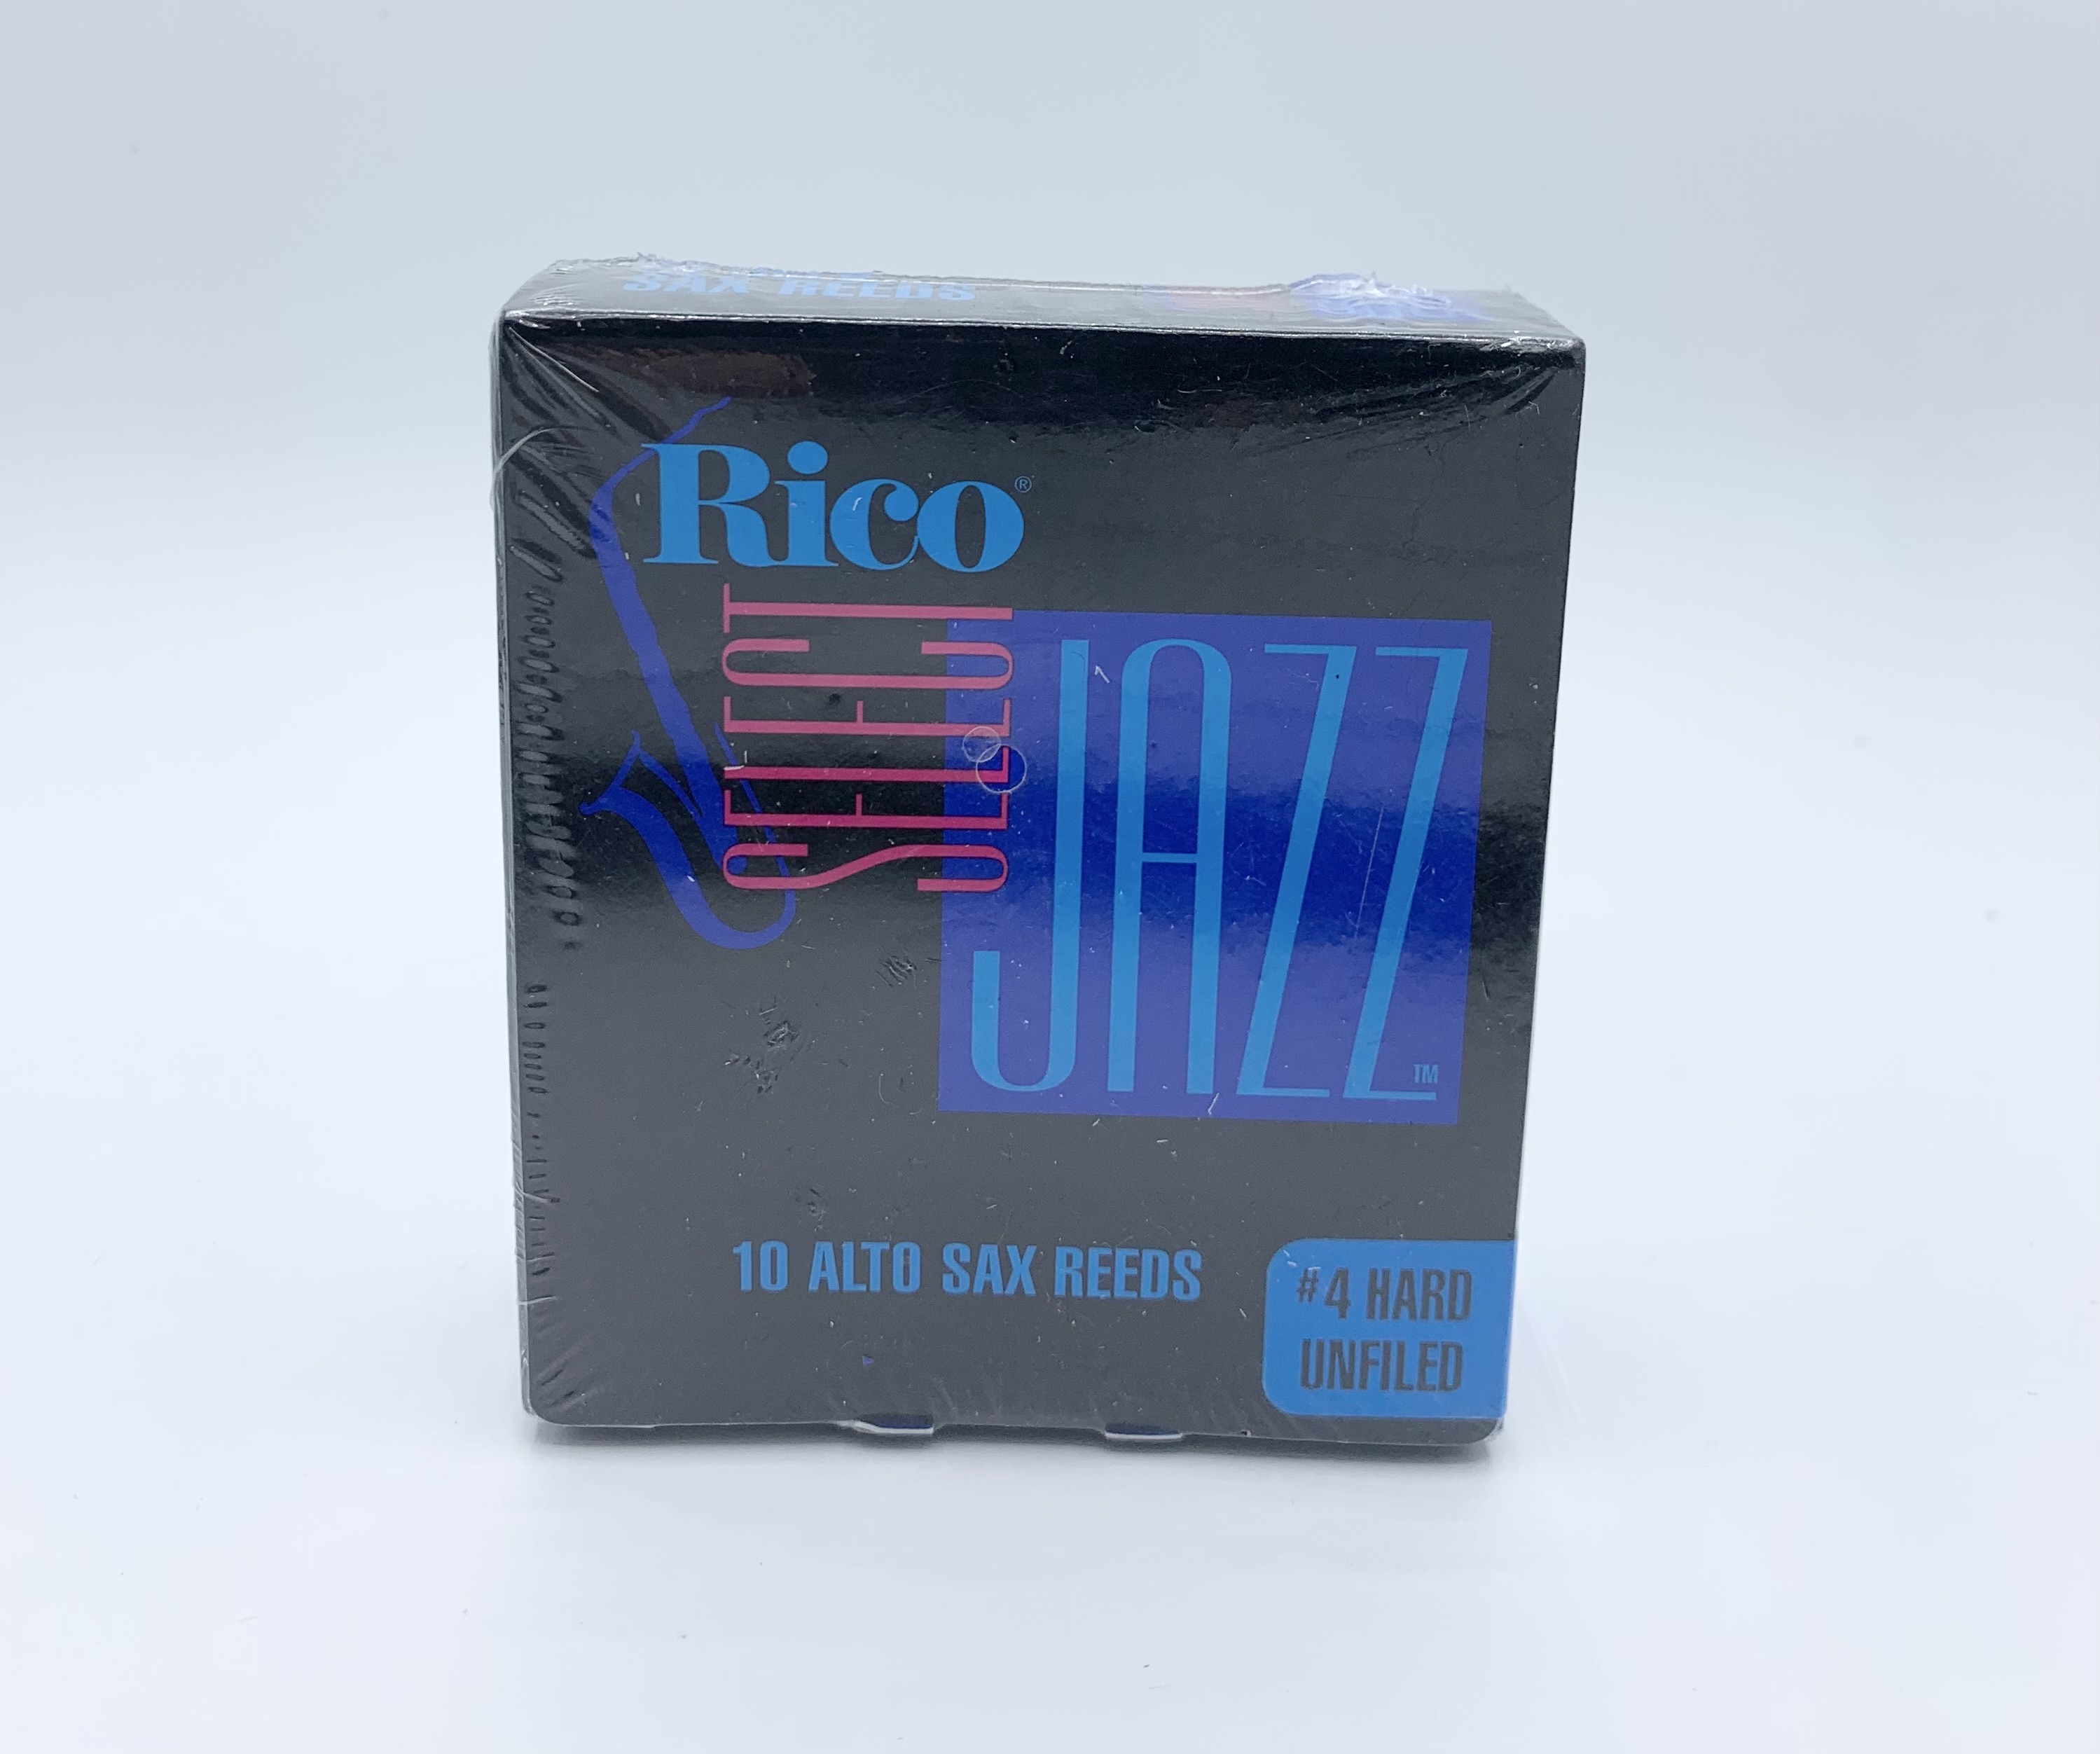 SAX REEDS
Rico®
SELECT
JAZZ™
10 ALTO SAX REEDS
#4 HARD
UNFILED